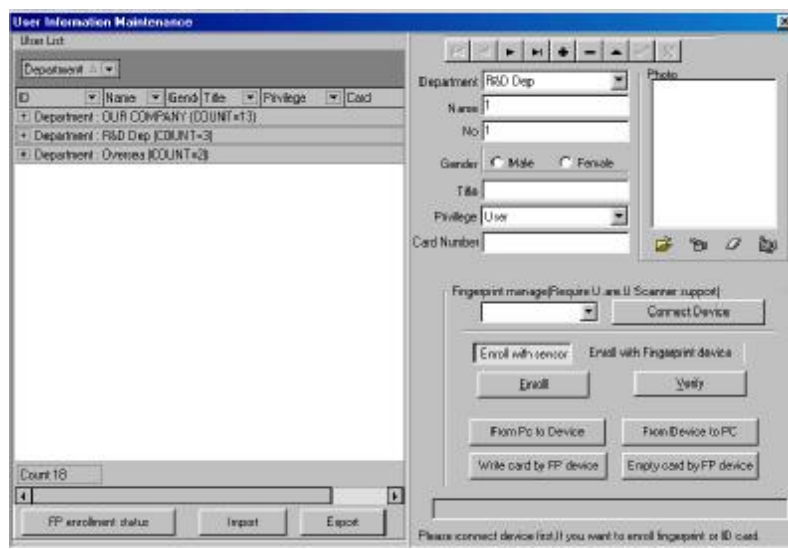 User Information Maintenance
User List
Department
ID Name Gend Title Privilege Card
Department : OUR COMPANY (COUNT=13)
Department : R&D Dep (COUNT=3)
Department : Oversea (COUNT=2)
Count 18
FP enrollment status Import Export
Department R&D Dep
Name 1
No 1
Gender Male Female
Title
Privilege User
Card Number
Photo
Fingerprint manage(Require U.are.U Scanner support)
Connect Device
Enroll with sensor Enroll with Fingerprint device
Enroll Verify
From Pc to Device From Device to PC
Write card by FP device Empty card by FP device
Please connect device first,If you want to enroll fingerprint or ID card.